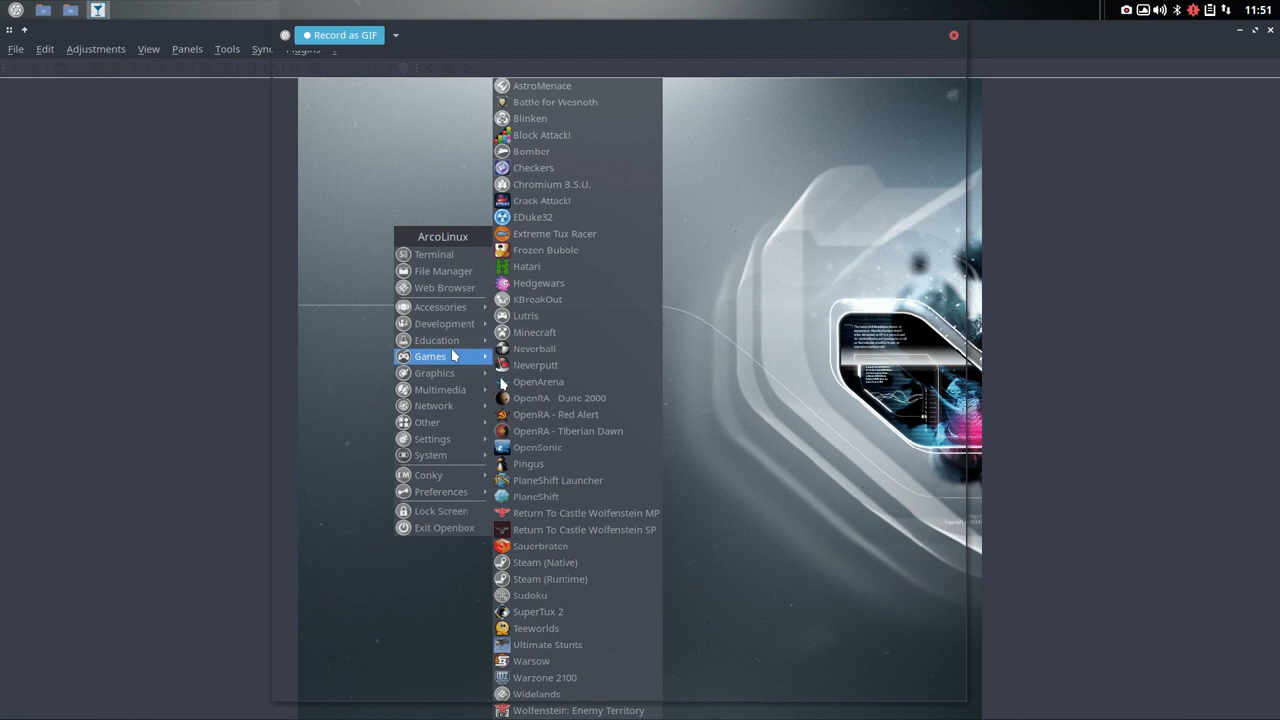 11:51
Record as GIF
File Edit Adjustments View Panels Tools
ArcoLinux
Terminal
File Manager
Web Browser
Accessories
Development
Education
Games
Graphics
Multimedia
Network
Other
Settings
System
Conky
Preferences
Lock Screen
Exit Openbox
AstroMenace
Battle for Wesnoth
Blinken
Block Attack!
Bomber
Checkers
Chromium B.S.U.
Crack Attack!
EDuke32
Extreme Tux Racer
Frozen Bubble
Hatari
Hedgewars
KBreakOut
Lutris
Minecraft
Neverball
Neverputt
OpenArena
OpenRA - Dune 2000
OpenRA - Red Alert
OpenRA - Tiberian Dawn
OpenSonic
Pingus
PlaneShift Launcher
PlaneShift
Return To Castle Wolfenstein MP
Return To Castle Wolfenstein SP
Sauerbraten
Steam (Native)
Steam (Runtime)
Sudoku
SuperTux 2
Teeworlds
Ultimate Stunts
Warsow
Warzone 2100
Widelands
Wolfenstein: Enemy Territory